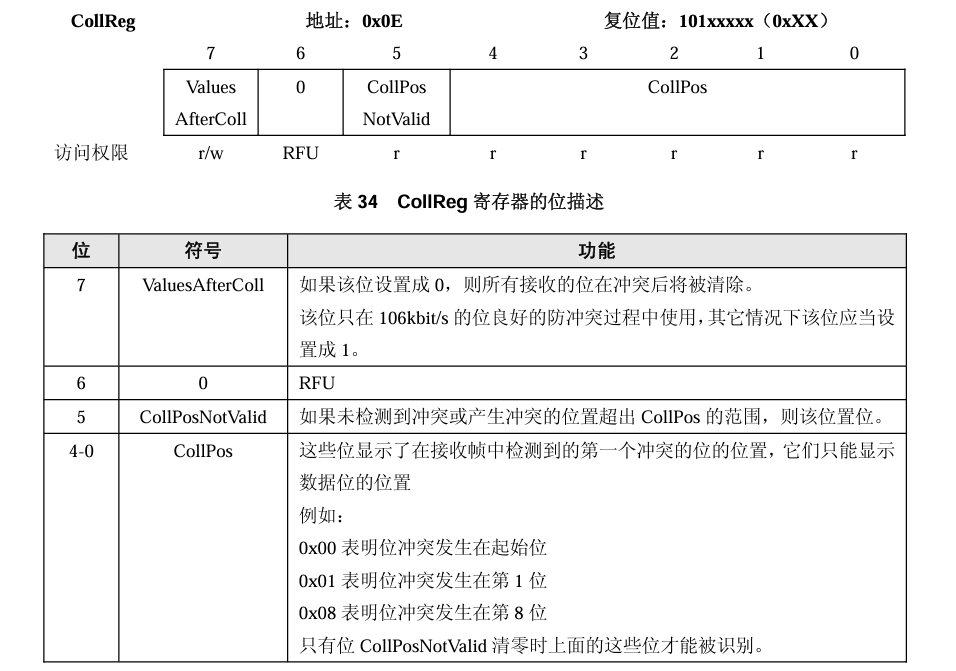 CollReg 地址：0x0E 复位值：101xxxxx（0xXX）
7 6 5 4 3 2 1 0
Values 0 CollPos CollPos
AfterColl NotValid
访问权限 r/w RFU r r r r r r
表 34 CollReg 寄存器的位描述
位 符号 功能
7 ValuesAfterColl 如果该位设置成 0，则所有接收的位在冲突后将被清除。
该位只在 106kbit/s 的位良好的防冲突过程中使用，其它情况下该位应当设
置成 1。
6 0 RFU
5 CollPosNotValid 如果未检测到冲突或产生冲突的位置超出 CollPos 的范围，则该位置位。
4-0 CollPos 这些位显示了在接收帧中检测到的第一个冲突的位的位置，它们只能显示
数据位的位置
例如：
0x00 表明位冲突发生在起始位
0x01 表明位冲突发生在第 1 位
0x08 表明位冲突发生在第 8 位
只有位 CollPosNotValid 清零时上面的这些位才能被识别。